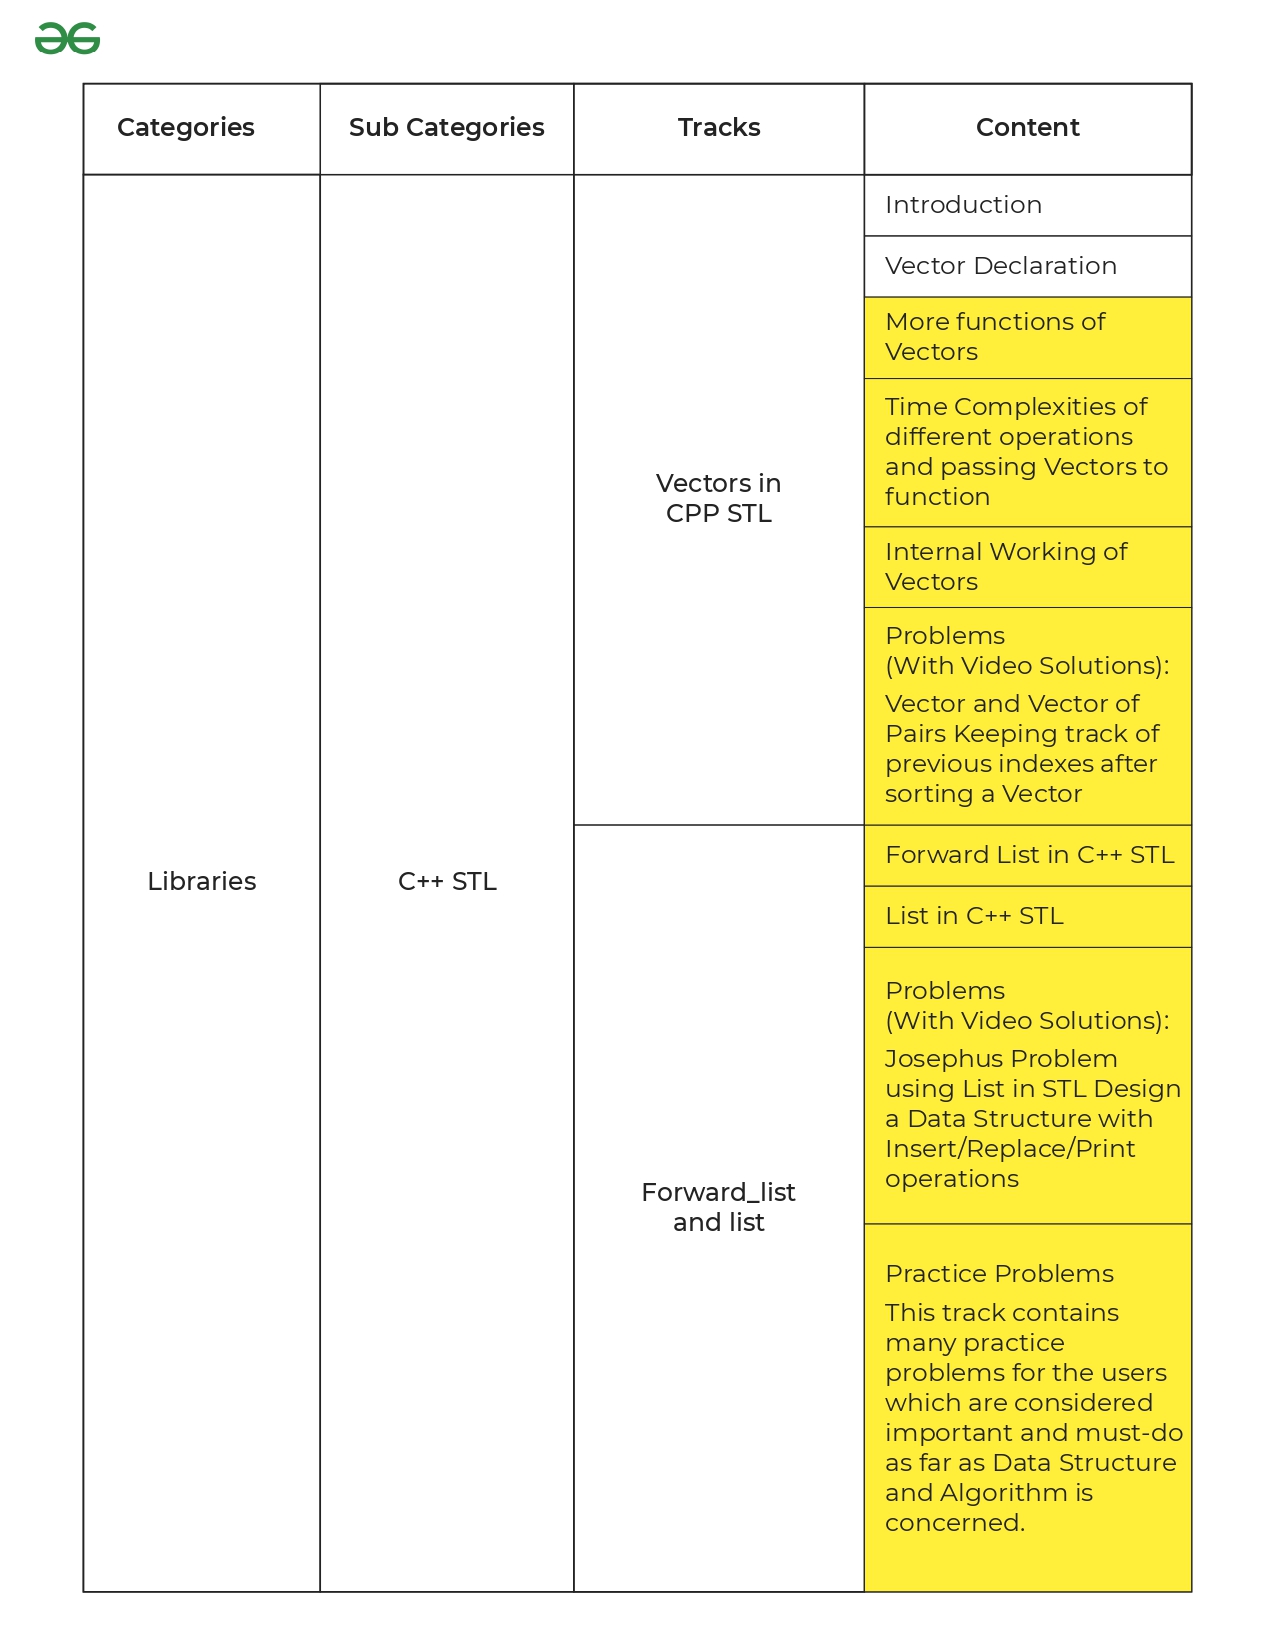 Categories
Sub Categories
Tracks
Content
Libraries
C++ STL
Vectors in
CPP STL
Introduction
Vector Declaration
More functions of
Vectors
Time Complexities of
different operations
and passing Vectors to
function
Internal Working of
Vectors
Problems
(With Video Solutions):
Vector and Vector of
Pairs Keeping track of
previous indexes after
sorting a Vector
Forward_list
and list
Forward List in C++ STL
List in C++ STL
Problems
(With Video Solutions):
Josephus Problem
using List in STL Design
a Data Structure with
Insert/Replace/Print
operations
Practice Problems
This track contains
many practice
problems for the users
which are considered
important and must-do
as far as Data Structure
and Algorithm is
concerned.